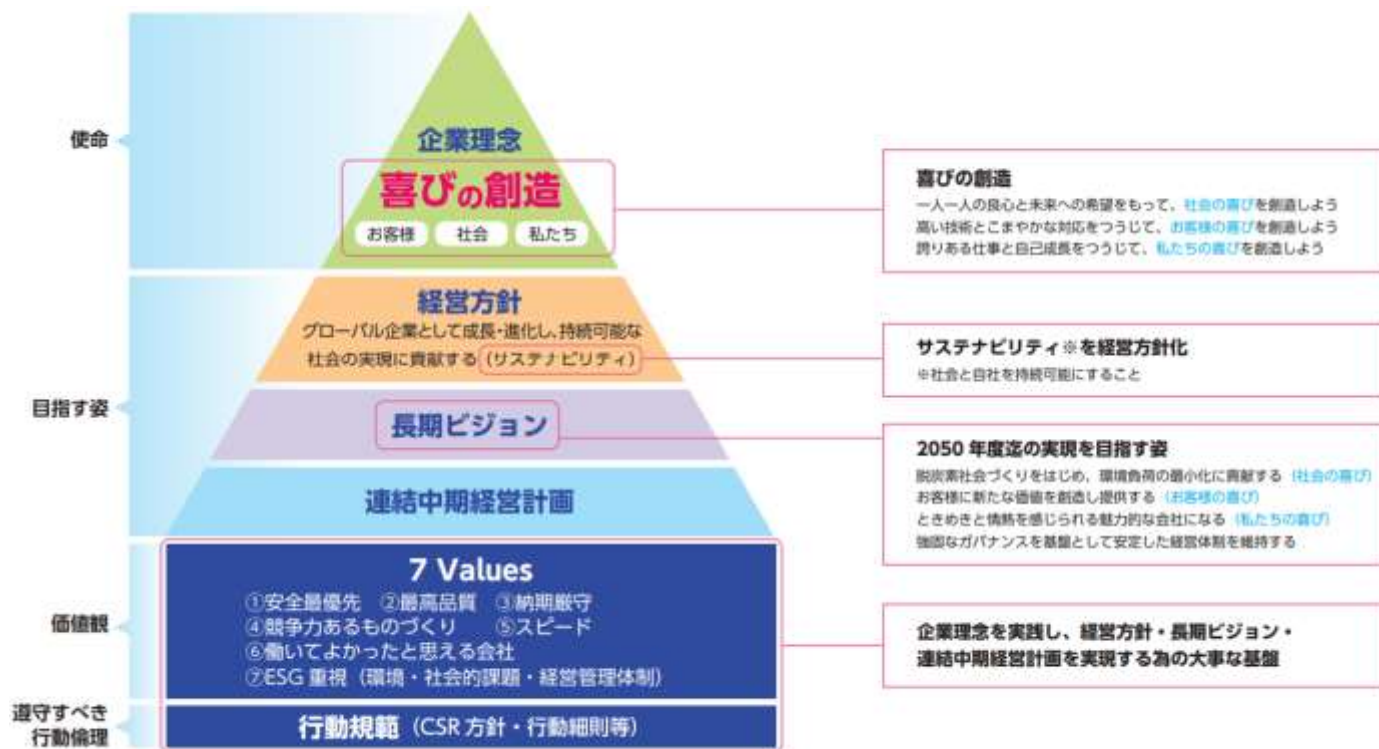 使命
企業理念
喜びの創造
お客様 社会 私たち
喜びの創造
一人一人の良心と未来への希望をもって、社会の喜びを創造しよう
高い技術とこまやかな対応をつうじて、お客様の喜びを創造しよう
誇りある仕事と自己成長をつうじて、私たちの喜びを創造しよう
目指す姿
経営方針
グローバル企業として成長・進化し、持続可能な
社会の実現に貢献する(サステナビリティ)
サステナビリティ※を経営方針化
※社会と自社を持続可能にすること
長期ビジョン
2050 年度迄の実現を目指す姿
脱炭素社会づくりをはじめ、環境負荷の最小化に貢献する(社会の喜び)
お客様に新たな価値を創造し提供する(お客様の喜び)
ときめきと情熱を感じられる魅力的な会社になる(私たちの喜び)
強固なガバナンスを基盤として安定した経営体制を維持する
連結中期経営計画
価値観
7 Values
①安全最優先 ②最高品質 ③納期厳守
④競争力あるものづくり ⑤スピード
⑥働いてよかったと思える会社
⑦ESG 重視(環境・社会的課題・経営管理体制)
企業理念を実践し、経営方針・長期ビジョン・
連結中期経営計画を実現する為の大事な基盤
遵守すべき
行動倫理
行動規範(CSR 方針・行動細則等)